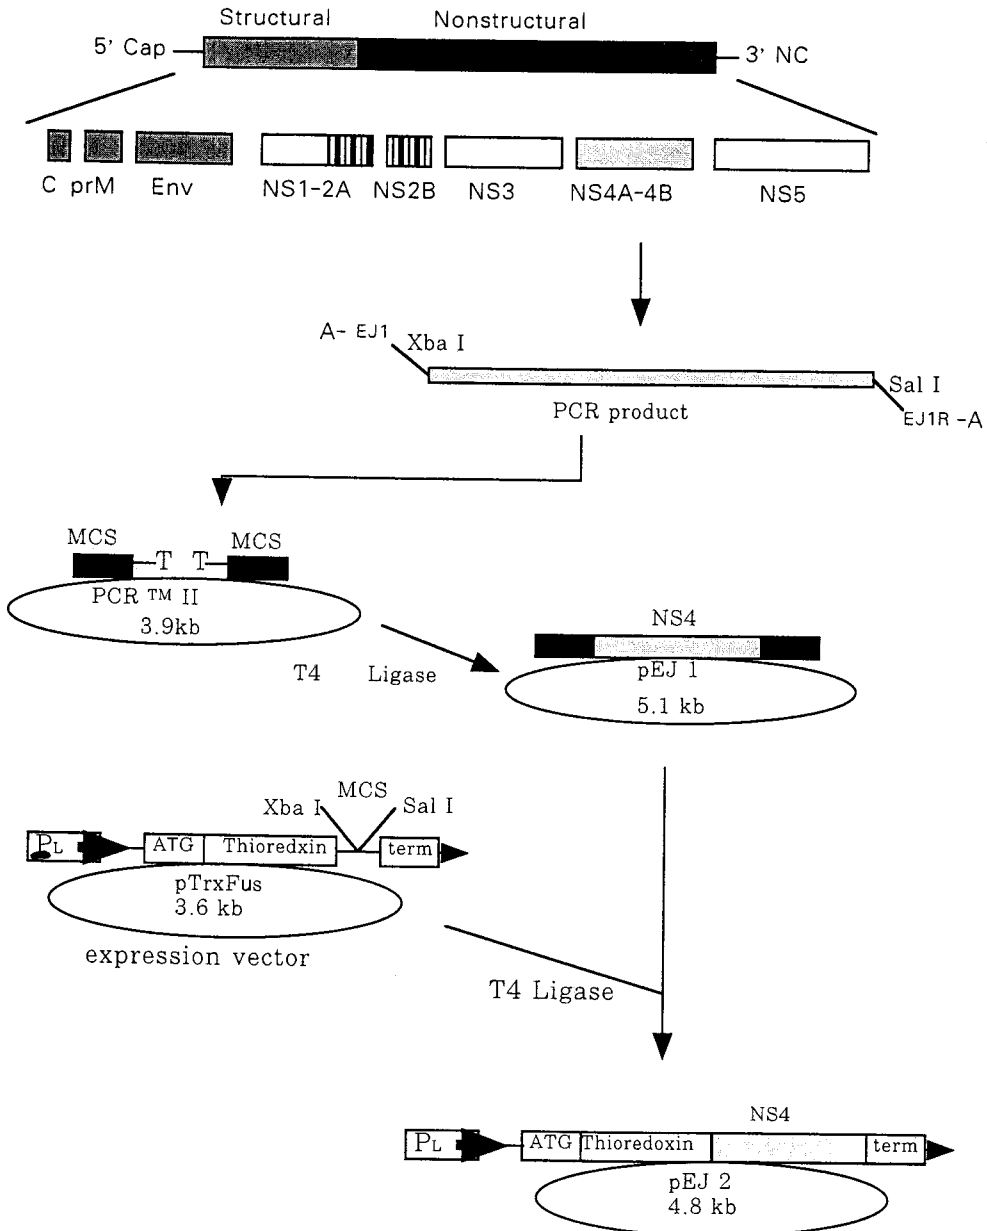 Structural Nonstructural
5' Cap 3' NC
C prM Env NS1-2A NS2B NS3 NS4A-4B NS5
A- EJ1 Xba I
Sal I
EJ1R -A
PCR product
MCS T T MCS
PCR ™ II
3.9kb
T4 Ligase
NS4
pEJ 1
5.1 kb
Xba I MCS Sal I
PL ATG Thioredxin term
pTrxFus
3.6 kb
expression vector
T4 Ligase
NS4
PL ATG Thioredoxin term
pEJ 2
4.8 kb